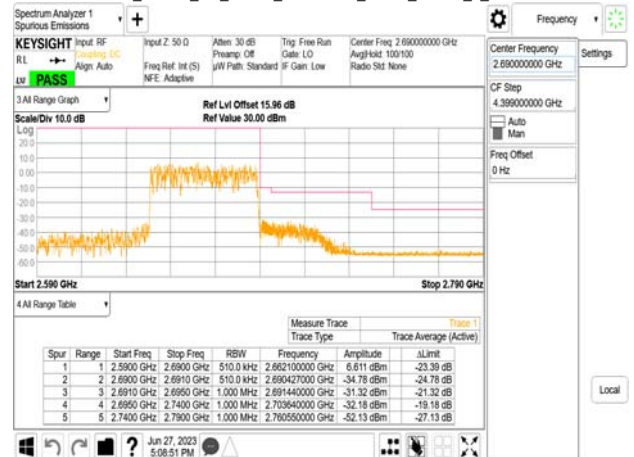 Spectrum Analyzer 1
Spurious Emissions
Frequency
KEYSIGHT Input: RF Input Z: 50 Ω Atten: 30 dB Trig: Free Run Center Freq: 2.690000000 GHz
RL Coupling: DC Preamp: Off Gate: LO Avg|Hold: 100/100
Align: Auto Freq Ref: Int (S) µW Path: Standard IF Gain: Low Radio Std: None
NFE: Adaptive
PASS
Center Frequency
2.690000000 GHz
Settings
CF Step
4.399000000 GHz
Auto
Man
Freq Offset
0 Hz
3 All Range Graph
Ref Lvl Offset 15.96 dB
Scale/Div 10.0 dB Ref Value 30.00 dBm
Log
20.0
10.0
0.00
-10.0
-20.0
-30.0
-40.0
-50.0
-60.0
Start 2.590 GHz Stop 2.790 GHz
4 All Range Table
Measure Trace Trace 1
Trace Type Trace Average (Active)
Spur Range Start Freq Stop Freq RBW Frequency Amplitude ΔLimit
1 1 2.5900 GHz 2.6900 GHz 510.0 kHz 2.662100000 GHz 6.611 dBm -23.39 dB
2 2 2.6900 GHz 2.6910 GHz 510.0 kHz 2.690427000 GHz -34.78 dBm -24.78 dB
3 3 2.6910 GHz 2.6950 GHz 1.000 MHz 2.691440000 GHz -31.32 dBm -21.32 dB
4 4 2.6950 GHz 2.7400 GHz 1.000 MHz 2.703640000 GHz -32.18 dBm -19.18 dB
5 5 2.7400 GHz 2.7900 GHz 1.000 MHz 2.760550000 GHz -52.13 dBm -27.13 dB
Local
Jun 27, 2023
5:08:51 PM